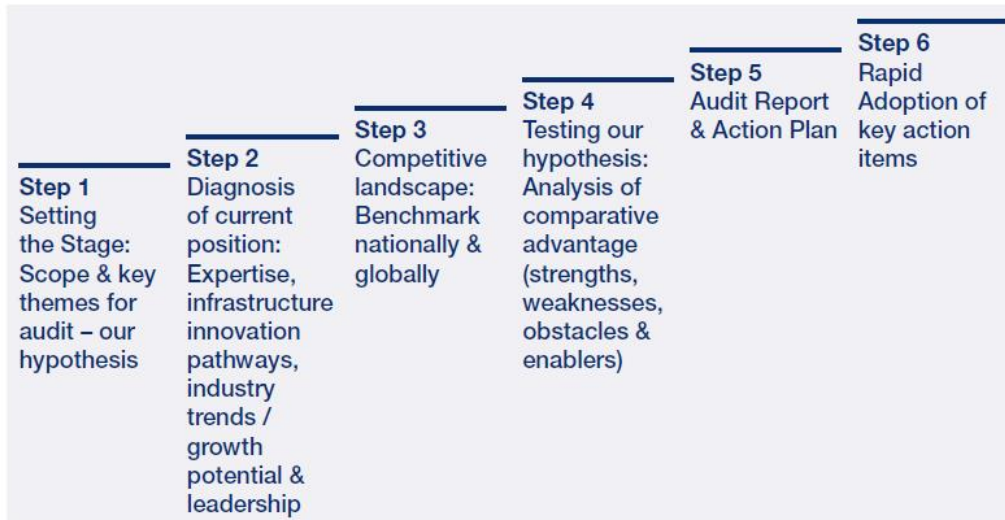 Step 1
Setting
the Stage:
Scope & key
themes for
audit – our
hypothesis
Step 2
Diagnosis
of current
position:
Expertise,
infrastructure
innovation
pathways,
industry
trends /
growth
potential &
leadership
Step 3
Competitive
landscape:
Benchmark
nationally &
globally
Step 4
Testing our
hypothesis:
Analysis of
comparative
advantage
(strengths,
weaknesses,
obstacles &
enablers)
Step 5
Audit Report
& Action Plan
Step 6
Rapid
Adoption of
key action
items